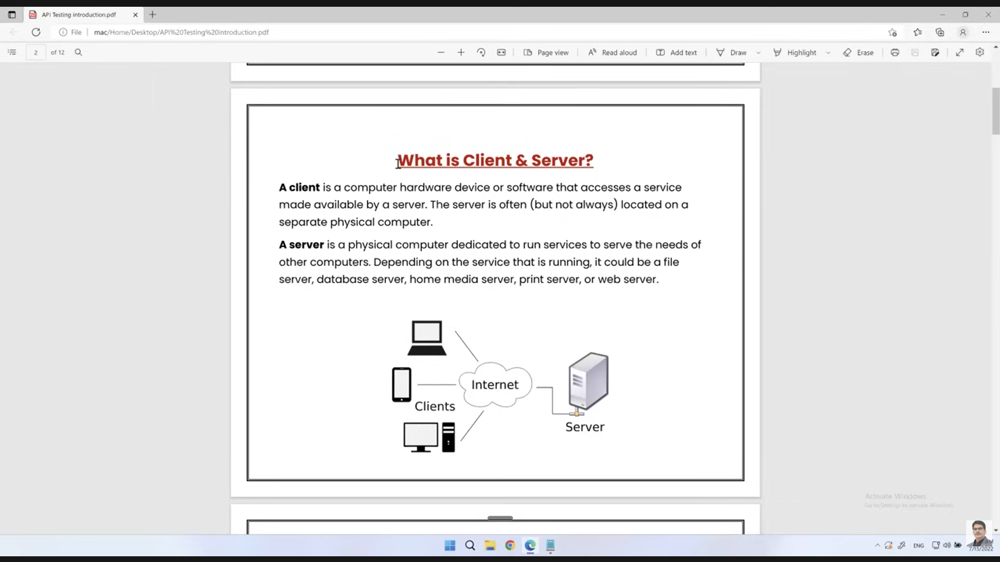 API Testing introduction.pdf
File
mac/Home/Desktop/API%20Testing%20introduction.pdf
2 of 12
Page view
Read aloud
Add text
Draw
Highlight
Erase
What is Client & Server?
A client is a computer hardware device or software that accesses a service
made available by a server. The server is often (but not always) located on a
separate physical computer.
A server is a physical computer dedicated to run services to serve the needs of
other computers. Depending on the service that is running, it could be a file
server, database server, home media server, print server, or web server.
Internet
Clients
Server
Activate Windows
Go to Settings to activate Windows.
ENG
7/15/2022